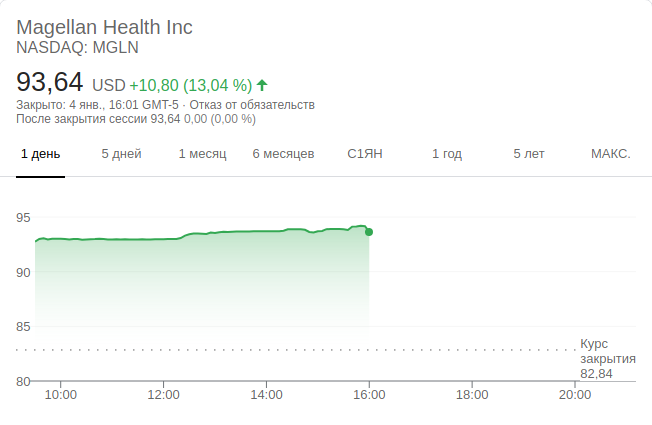 Magellan Health Inc
NASDAQ: MGLN
93,64 USD +10,80 (13,04 %)
Закрыто: 4 янв., 16:01 GMT-5 · Отказ от обязательств
После закрытия сессии 93,64 0,00 (0,00 %)
1 день 5 дней 1 месяц 6 месяцев С1ЯН 1 год 5 лет МАКС.
95
90
85
Курс
закрытия
82,84
80
10:00 12:00 14:00 16:00 18:00 20:00